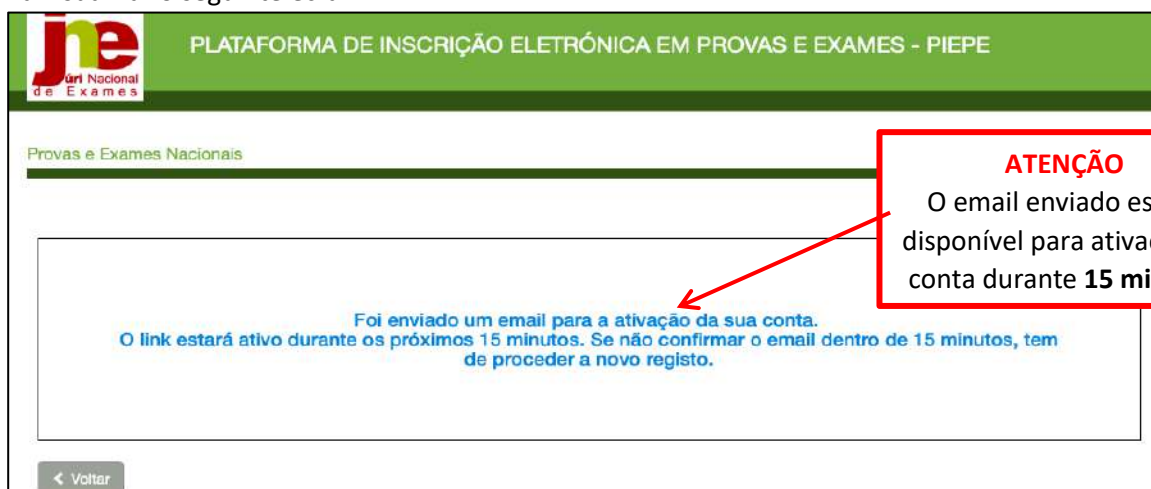 PLATAFORMA DE INSCRIÇÃO ELETRÓNICA EM PROVAS E EXAMES - PIEPE
jne
úri Nacional
de Exames
Provas e Exames Nacionais
ATENÇÃO
O email enviado es
disponível para ativa
conta durante 15 mi
Foi enviado um email para a ativação da sua conta.
O link estará ativo durante os próximos 15 minutos. Se não confirmar o email dentro de 15 minutos, tem
de proceder a novo registo.
< Voltar